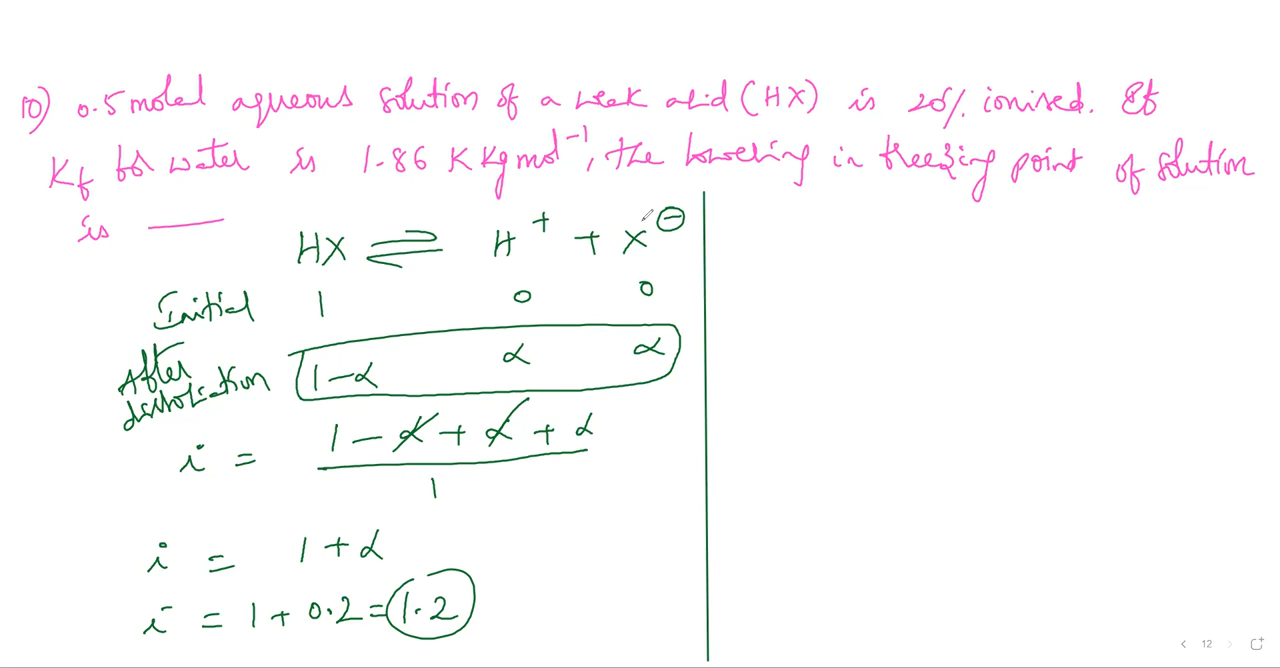 10) 0.5 molal aqueous solution of a weak acid (HX) is 20% ionised. If
Kf for water is 1.86 K Kg mol⁻¹, the lowering in freezing point of solution
is ——
HX ⇌ H⁺ + X⊖
Initial 1 0 0
After
dissociation 1-α α α
i = 1 - α + α + α
1
i = 1 + α
i = 1 + 0.2 = 1.2
12